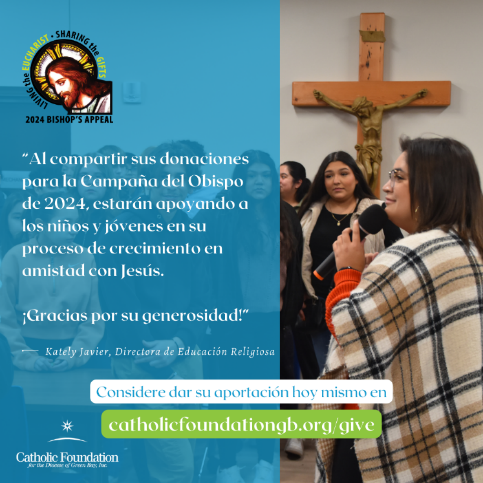 LIVING the EUCHARIST • SHARING the GIFTS
2024 BISHOP'S APPEAL
"Al compartir sus donaciones
para la Campaña del Obispo
de 2024, estarán apoyando a
los niños y jóvenes en su
proceso de crecimiento en
amistad con Jesús.
¡Gracias por su generosidad!"
— Kately Javier, Directora de Educación Religiosa
Considere dar su aportación hoy mismo en
catholicfoundationgb.org/give
Catholic Foundation
for the Diocese of Green Bay, Inc.